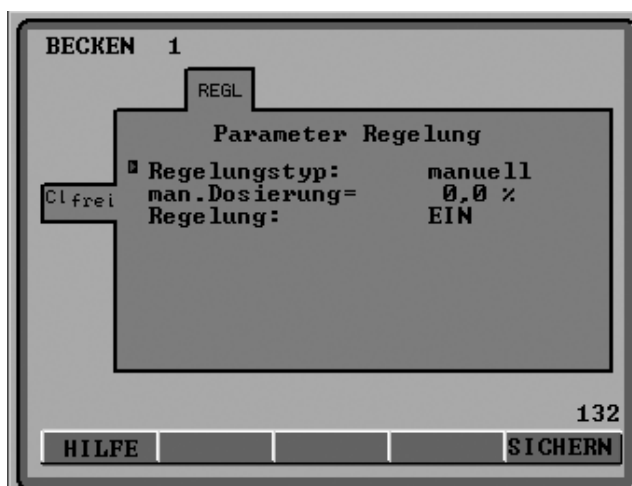 BECKEN 1
REGL
Parameter Regelung
Regelungstyp: manuell
Cl frei
man.Dosierung= 0,0 %
Regelung: EIN
132
HILFE SICHERN